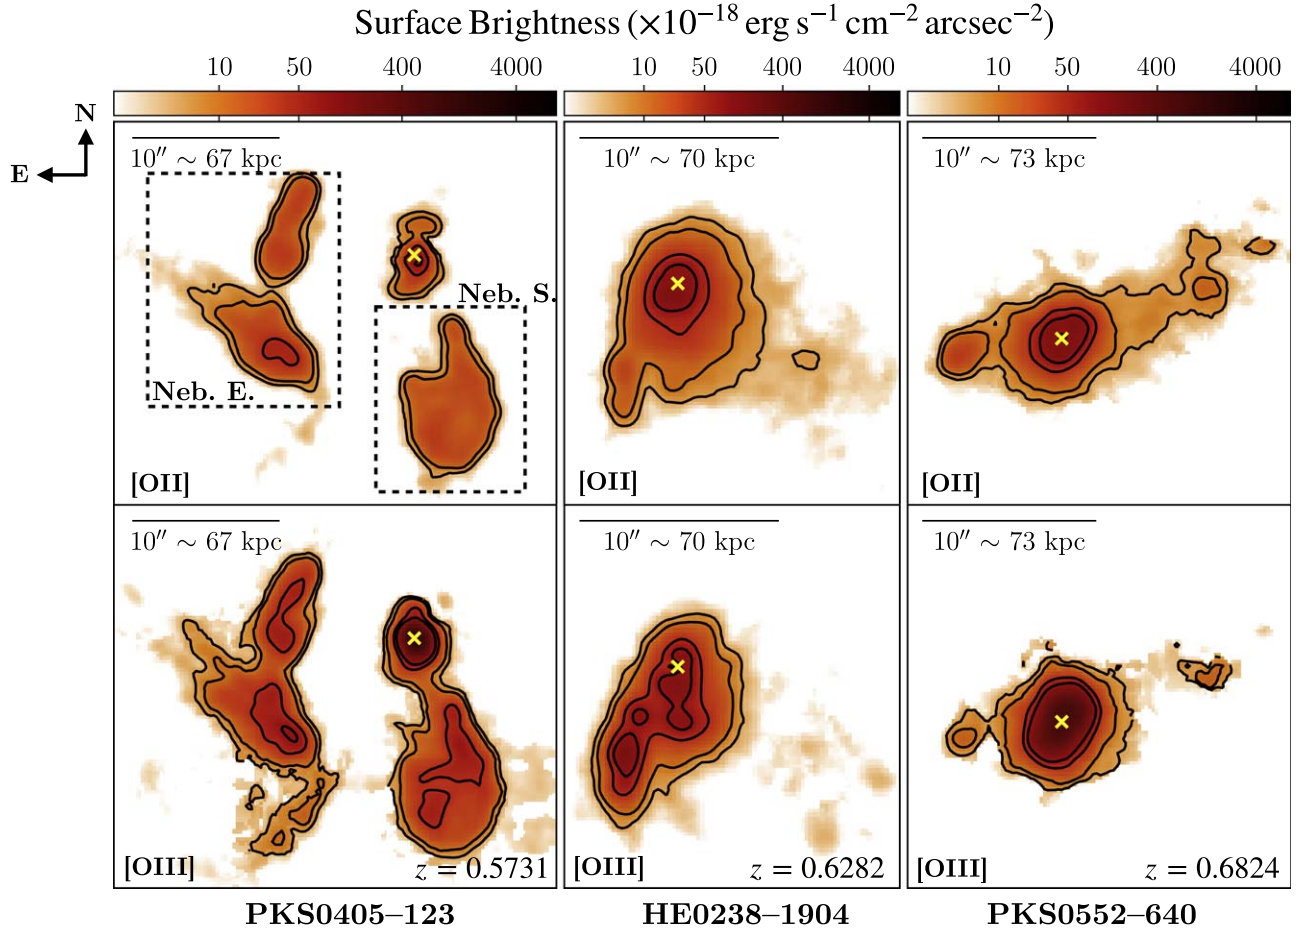 Surface Brightness (×10⁻¹⁸ erg s⁻¹ cm⁻² arcsec⁻²)
10 50 400 4000 10 50 400 4000 10 50 400 4000
N
E
10″ ∼ 67 kpc 10″ ∼ 70 kpc 10″ ∼ 73 kpc
Neb. S.
Neb. E.
[OII] [OII] [OII]
10″ ∼ 67 kpc 10″ ∼ 70 kpc 10″ ∼ 73 kpc
[OIII] z = 0.5731 [OIII] z = 0.6282 [OIII] z = 0.6824
PKS0405–123 HE0238–1904 PKS0552–640